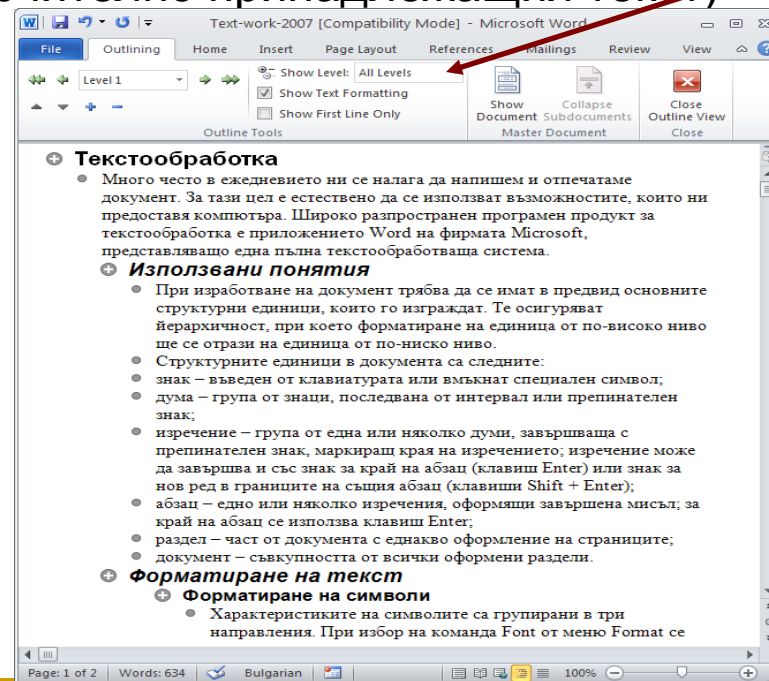 чително принадлежащия текст)
Text-work-2007 [Compatibility Mode] - Microsoft Word
File Outlining Home Insert Page Layout References Mailings Review View
Level 1
Show Level: All Levels
Show Text Formatting
Show First Line Only
Outline Tools
Show Document
Collapse Subdocuments
Master Document
Close Outline View
Close
Текстообработка
Много често в ежедневието ни се налага да напишем и отпечатаме
документ. За тази цел е естествено да се използват възможностите, които ни
предоставя компютъра. Широко разпространен програмен продукт за
текстообработка е приложението Word на фирмата Microsoft,
представляващо една пълна текстообработваща система.
Използвани понятия
При изработване на документ трябва да се имат в предвид основните
структурни единици, които го изграждат. Те осигуряват
йерархичност, при което форматиране на единица от по-високо ниво
ще се отрази на единица от по-ниско ниво.
Структурните единици в документа са следните:
знак – въведен от клавиатурата или вмъкнат специален символ;
дума – група от знаци, последвана от интервал или препинателен
знак;
изречение – група от една или няколко думи, завършваща с
препинателен знак, маркиращ края на изречението; изречение може
да завършва и със знак за край на абзац (клавиш Enter) или знак за
нов ред в границите на същия абзац (клавиши Shift + Enter);
абзац – едно или няколко изречения, оформящи завършена мисъл; за
край на абзац се използва клавиш Enter;
раздел – част от документа с еднакво оформление на страниците;
документ – съвкупността от всички оформени раздели.
Форматиране на текст
Форматиране на символи
Характеристиките на символите са групирани в три
направления. При избор на команда Font от меню Format се
Page: 1 of 2 Words: 634 Bulgarian 100%